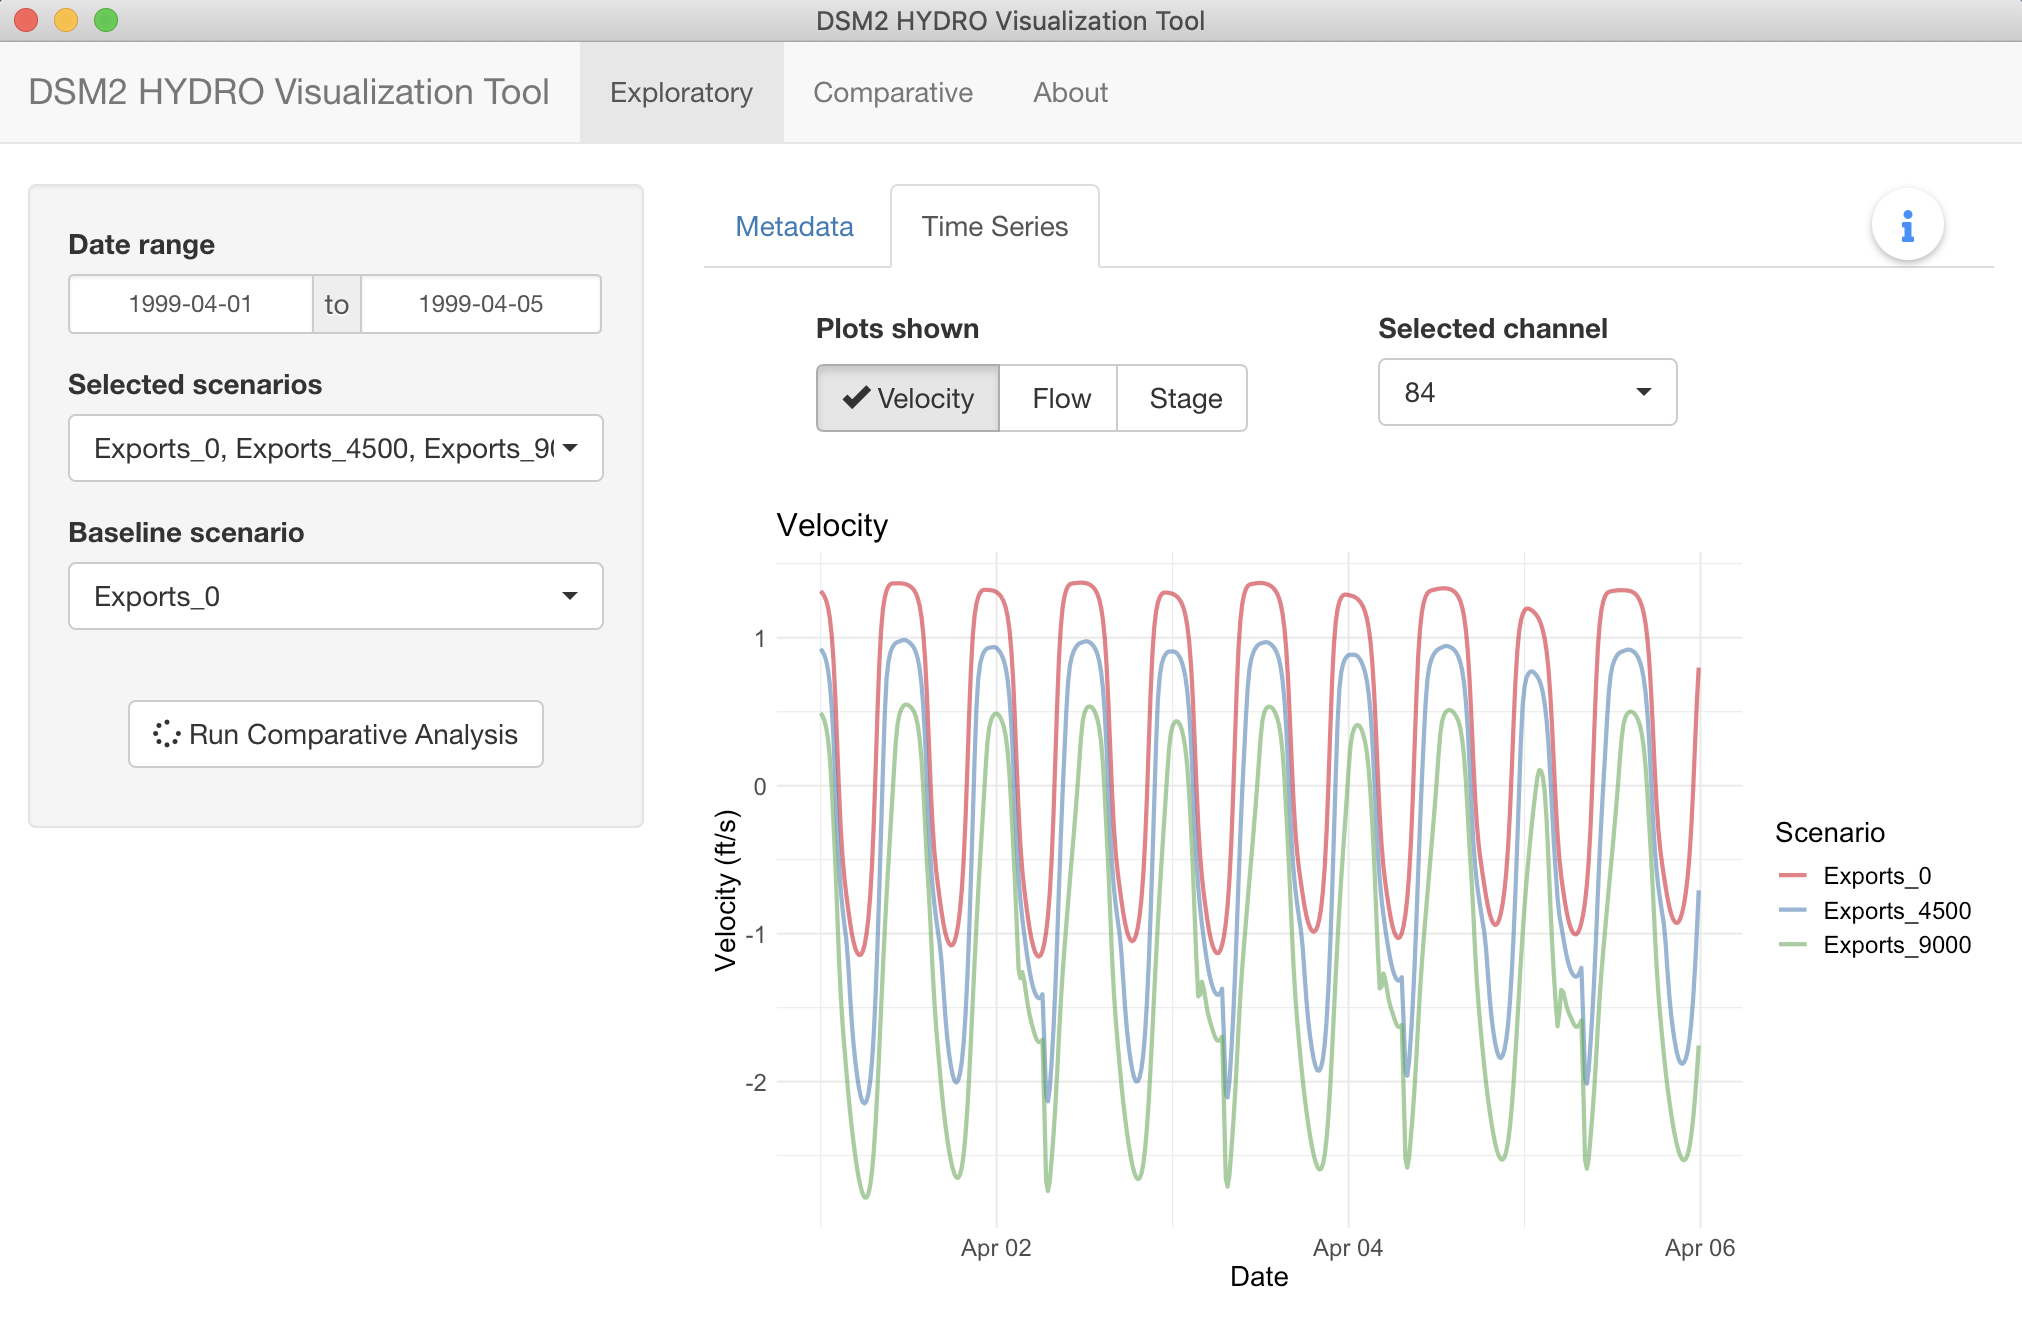 DSM2 HYDRO Visualization Tool
DSM2 HYDRO Visualization Tool Exploratory Comparative About
Date range
1999-04-01 to 1999-04-05
Selected scenarios
Exports_0, Exports_4500, Exports_90
Baseline scenario
Exports_0
Run Comparative Analysis
Metadata Time Series
i
Plots shown
Velocity Flow Stage
Selected channel
84
Velocity
1
0
-1
-2
Velocity (ft/s)
Apr 02 Apr 04 Apr 06
Date
Scenario
Exports_0
Exports_4500
Exports_9000